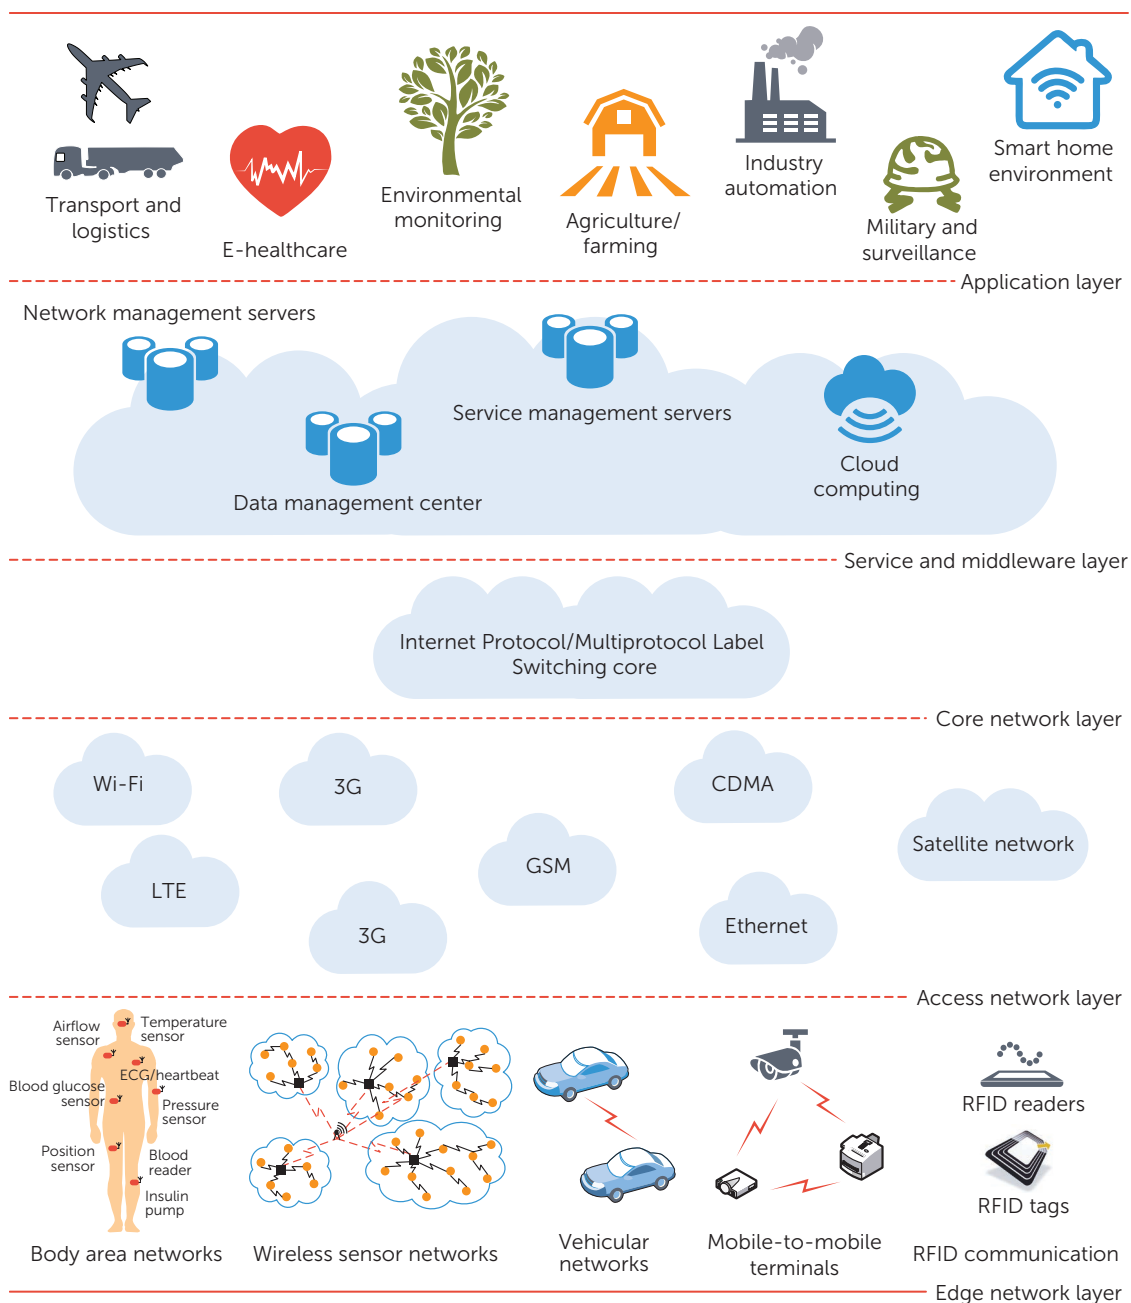 Transport and
logistics
E-healthcare
Environmental
monitoring
Agriculture/
farming
Industry
automation
Military and
surveillance
Smart home
environment
Application layer
Network management servers
Service management servers
Data management center
Cloud
computing
Service and middleware layer
Internet Protocol/Multiprotocol Label
Switching core
Core network layer
Wi-Fi
3G
CDMA
Satellite network
LTE
GSM
3G
Ethernet
Access network layer
Airflow
sensor
Temperature
sensor
ECG/heartbeat
Blood glucose
sensor
Pressure
sensor
Position
sensor
Blood
reader
Insulin
pump
Body area networks
Wireless sensor networks
Vehicular
networks
Mobile-to-mobile
terminals
RFID readers
RFID tags
RFID communication
Edge network layer